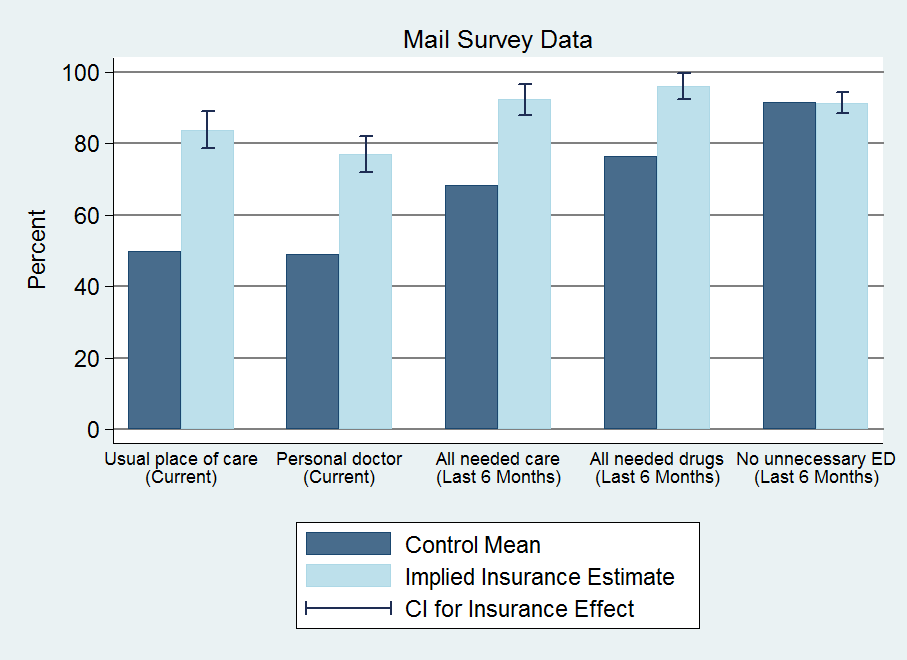 Mail Survey Data
Percent
100
80
60
40
20
0
Usual place of care
(Current)
Personal doctor
(Current)
All needed care
(Last 6 Months)
All needed drugs
(Last 6 Months)
No unnecessary ED
(Last 6 Months)
Control Mean
Implied Insurance Estimate
CI for Insurance Effect